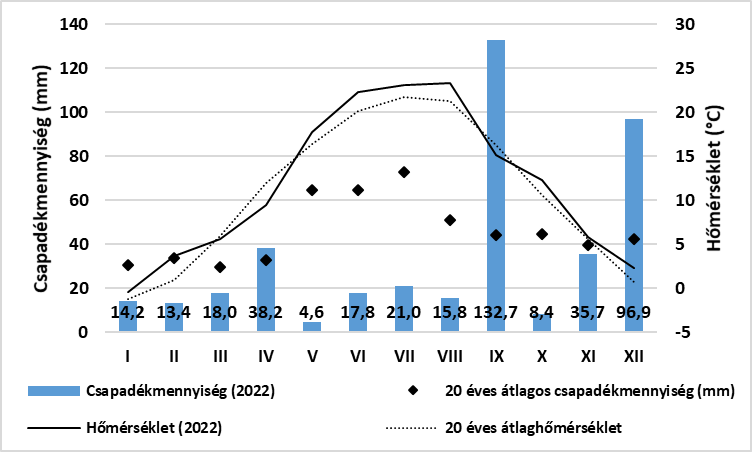 Csapadékmennyiség (mm)
140
120
100
80
60
40
20
0
14,2 13,4 18,0 38,2 4,6 17,8 21,0 15,8 132,7 8,4 35,7 96,9
I II III IV V VI VII VIII IX X XI XII
30
25
20
15
10
5
0
-5
Hőmérséklet (°C)
Csapadékmennyiség (2022)
20 éves átlagos csapadékmennyiség (mm)
Hőmérséklet (2022)
20 éves átlaghőmérséklet